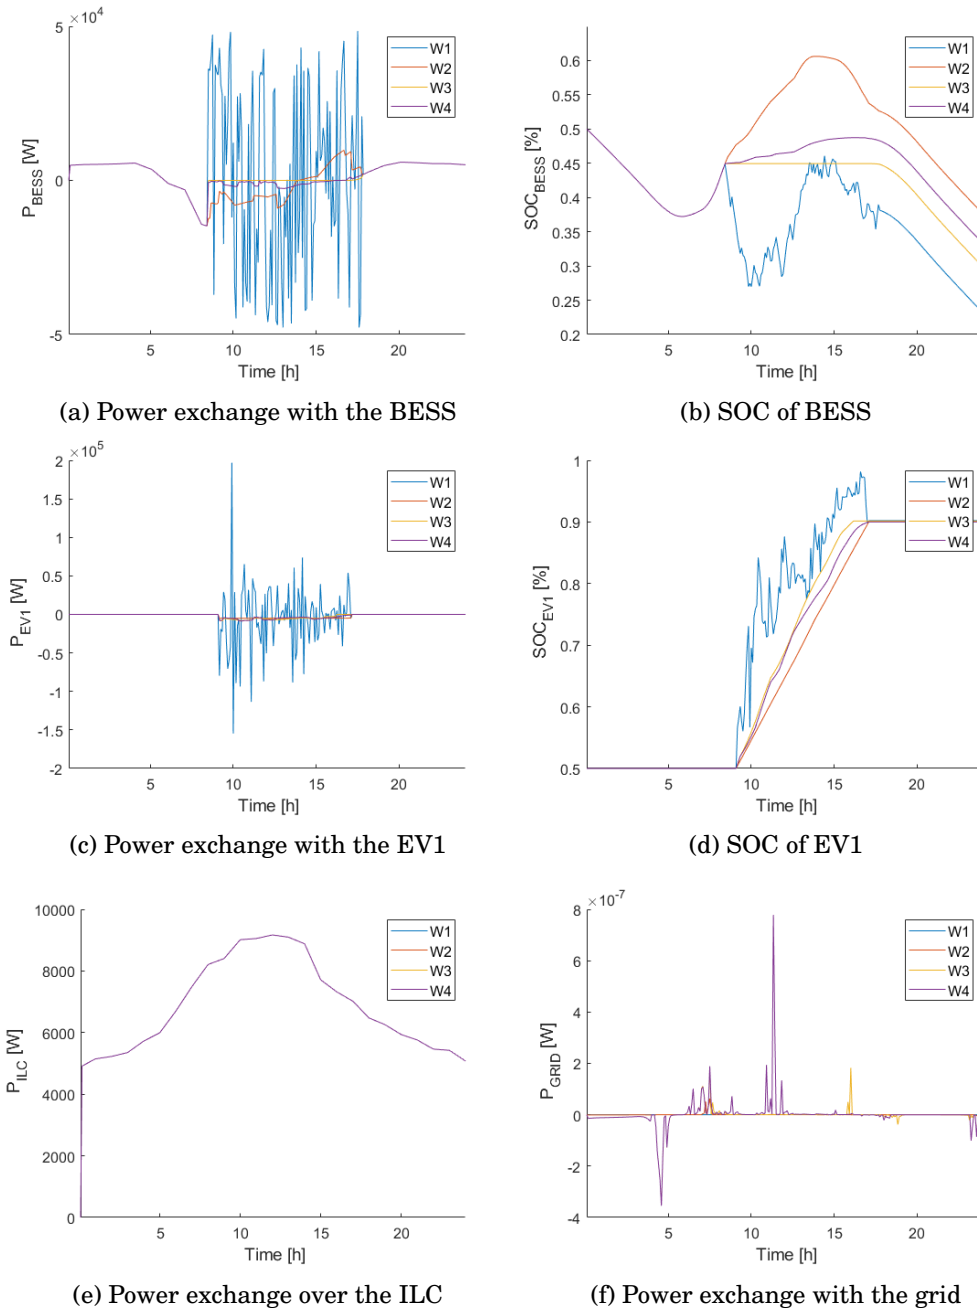 ×10^4
5
0
-5
P_BESS [W]
W1
W2
W3
W4
5
10
15
20
Time [h]
(a) Power exchange with the BESS
0.6
0.55
0.5
0.45
0.4
0.35
0.3
0.25
0.2
SOC_BESS [%]
W1
W2
W3
W4
5
10
15
20
Time [h]
(b) SOC of BESS
×10^5
2
1.5
1
0.5
0
-0.5
-1
-1.5
-2
P_EV1 [W]
W1
W2
W3
W4
5
10
15
20
Time [h]
(c) Power exchange with the EV1
1
0.9
0.8
0.7
0.6
0.5
SOC_EV1 [%]
W1
W2
W3
W4
5
10
15
20
Time [h]
(d) SOC of EV1
10000
8000
6000
4000
2000
0
P_ILC [W]
W1
W2
W3
W4
5
10
15
20
Time [h]
(e) Power exchange over the ILC
×10^-7
8
6
4
2
0
-2
-4
P_GRID [W]
W1
W2
W3
W4
5
10
15
20
Time [h]
(f) Power exchange with the grid